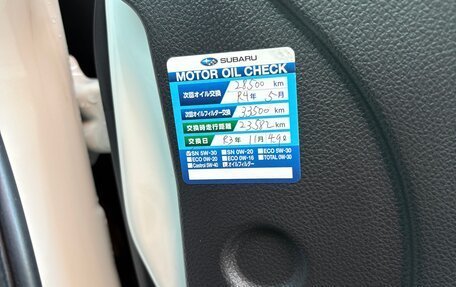 SUBARU
MOTOR OIL CHECK
次回オイル交換 28500 km
R4年 5月
次回オイルフィルター交換 33500 km
交換時走行距離 23582 km
交換日 R3年 11月 4日
SN 5W-30 SN 0W-20 ECO 5W-30
ECO 0W-20 ECO 0W-16 TOTAL 0W-30
Control 5W-40 オイルフィルター